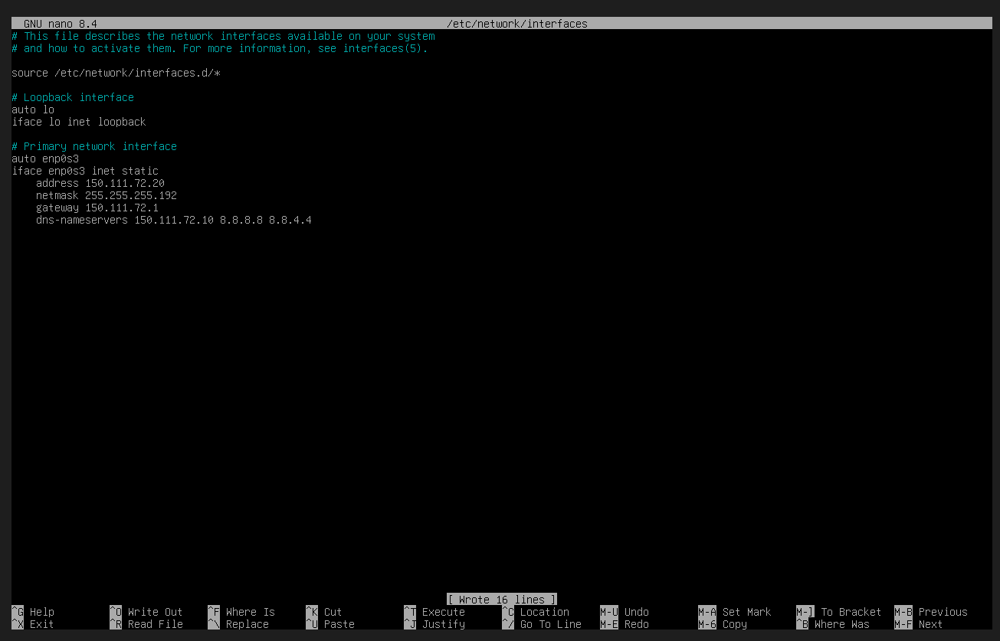 GNU nano 8.4 /etc/network/interfaces
# This file describes the network interfaces available on your system
# and how to activate them. For more information, see interfaces(5).
source /etc/network/interfaces.d/*
# Loopback interface
auto lo
iface lo inet loopback
# Primary network interface
auto enp0s3
iface enp0s3 inet static
address 150.111.72.20
netmask 255.255.255.192
gateway 150.111.72.1
dns-nameservers 150.111.72.10 8.8.8.8 8.8.4.4
[ Wrote 16 lines ]
^G Help ^O Write Out ^F Where Is ^K Cut ^T Execute ^C Location M-U Undo M-A Set Mark M-] To Bracket M-B Previous
^X Exit ^R Read File ^\ Replace ^U Paste ^J Justify ^/ Go To Line M-E Redo M-6 Copy ^B Where Was M-F Next